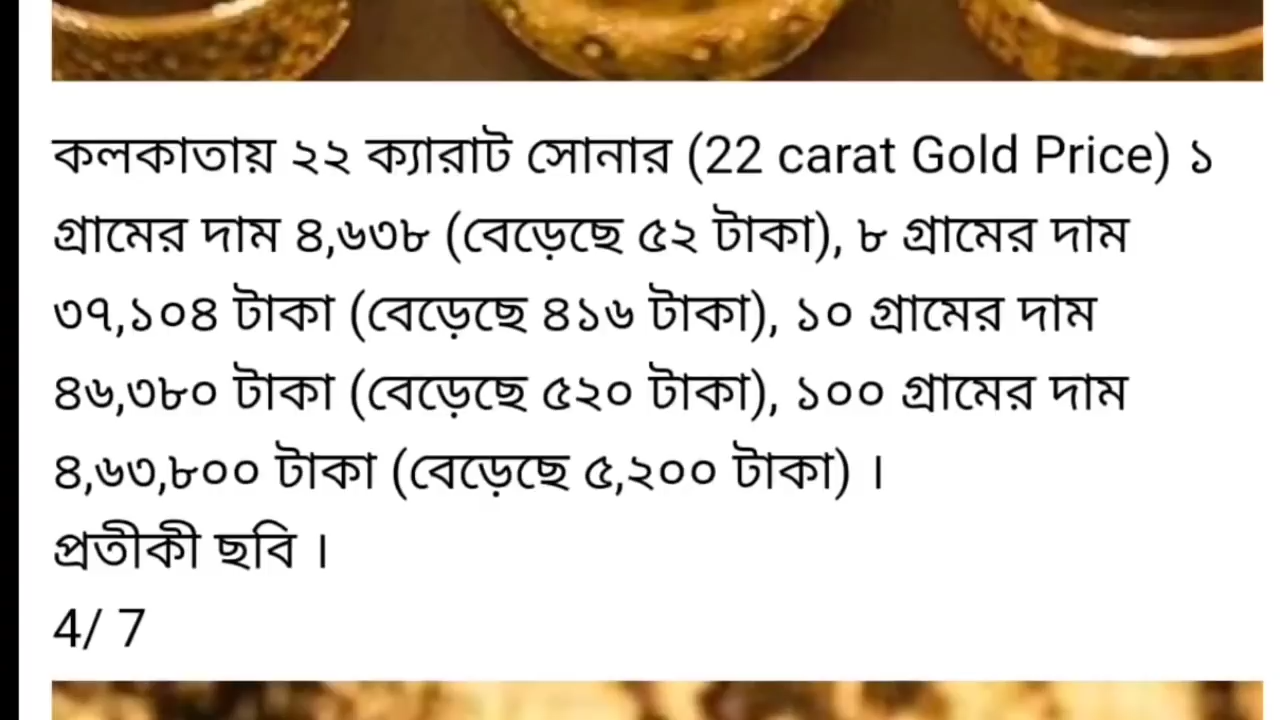 কলকাতায় ২২ ক্যারাট সোনার (22 carat Gold Price) ১
গ্রামের দাম ৪,৬৩৮ (বেড়েছে ৫২ টাকা), ৮ গ্রামের দাম
৩৭,১০৪ টাকা (বেড়েছে ৪১৬ টাকা), ১০ গ্রামের দাম
৪৬,৩৮০ টাকা (বেড়েছে ৫২০ টাকা), ১০০ গ্রামের দাম
৪,৬৩,৮০০ টাকা (বেড়েছে ৫,২০০ টাকা) ।
প্রতীকী ছবি ।
4/ 7